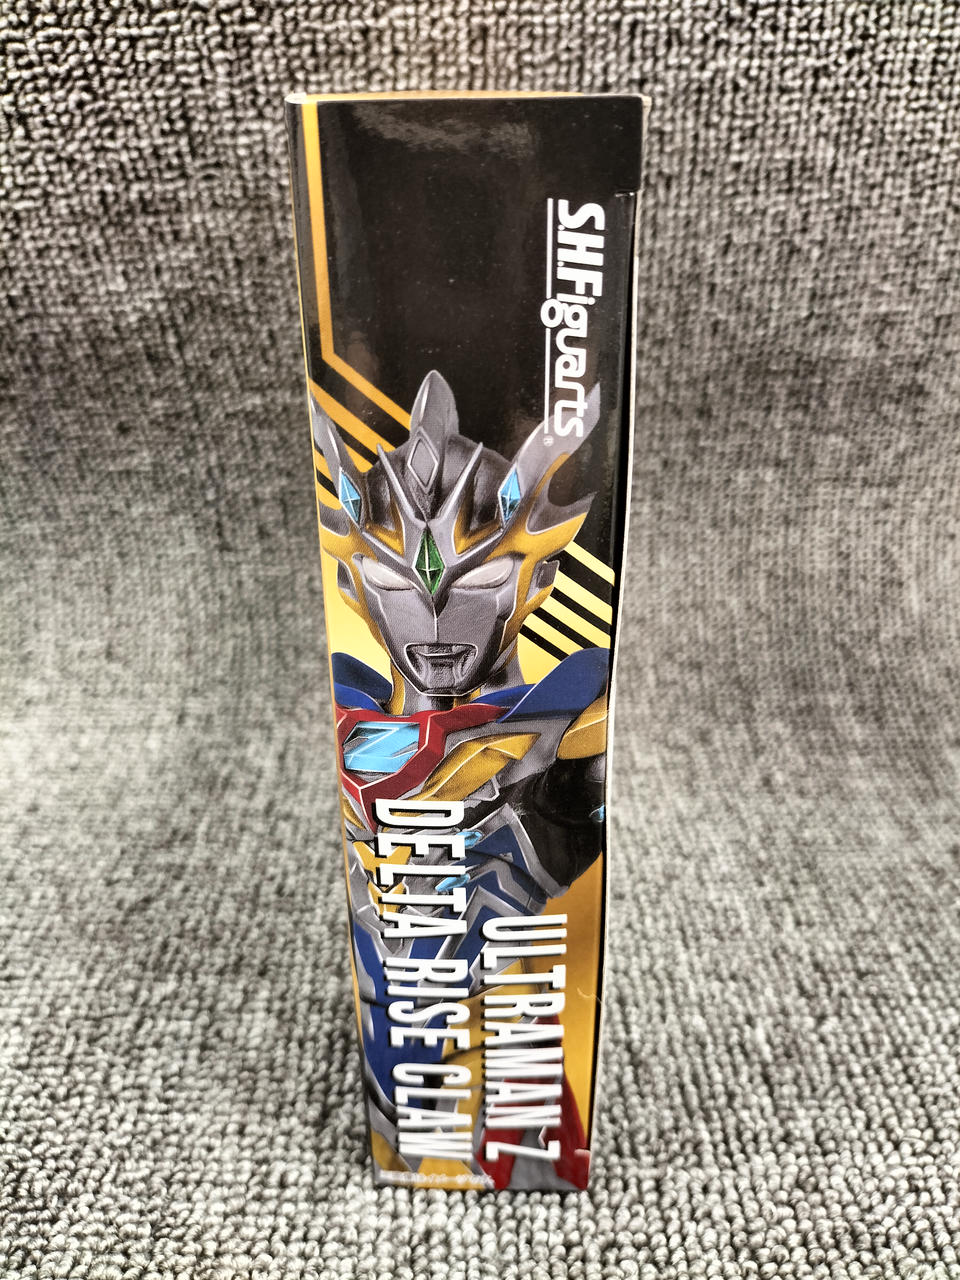 S.H.Figuarts®
ULTRAMAN Z
DELTA RISE CLAW